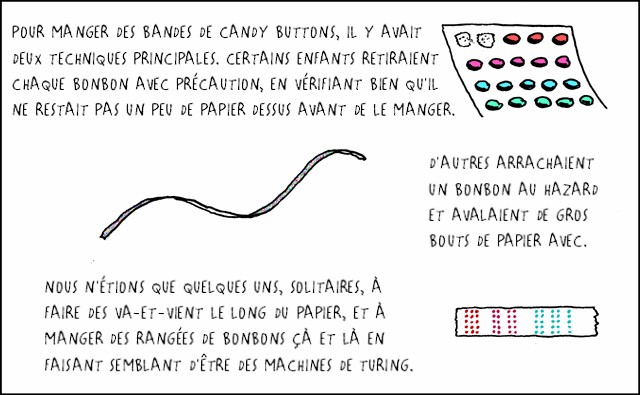 POUR MANGER DES BANDES DE CANDY BUTTONS, IL Y AVAIT
DEUX TECHNIQUES PRINCIPALES. CERTAINS ENFANTS RETIRAIENT
CHAQUE BONBON AVEC PRÉCAUTION, EN VÉRIFIANT BIEN QU'IL
NE RESTAIT PAS UN PEU DE PAPIER DESSUS AVANT DE LE MANGER.
D'AUTRES ARRACHAIENT
UN BONBON AU HAZARD
ET AVALAIENT DE GROS
BOUTS DE PAPIER AVEC.
NOUS N'ÉTIONS QUE QUELQUES UNS, SOLITAIRES, À
FAIRE DES VA-ET-VIENT LE LONG DU PAPIER, ET À
MANGER DES RANGÉES DE BONBONS ÇÀ ET LÀ EN
FAISANT SEMBLANT D'ÊTRE DES MACHINES DE TURING.